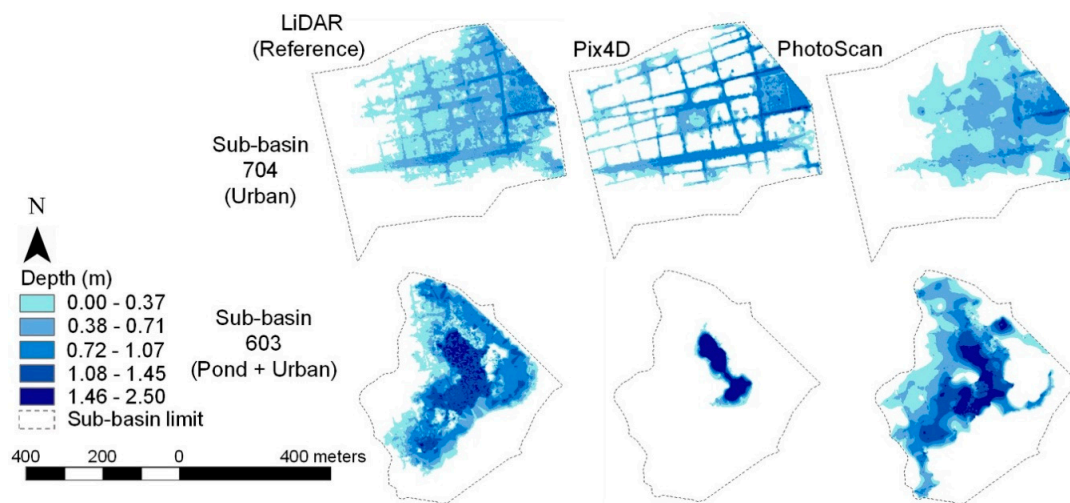 LiDAR
(Reference)
Pix4D
PhotoScan
Sub-basin
704
(Urban)
N
Depth (m)
0.00 - 0.37
0.38 - 0.71
0.72 - 1.07
1.08 - 1.45
1.46 - 2.50
Sub-basin limit
Sub-basin
603
(Pond + Urban)
400 200 0 400 meters